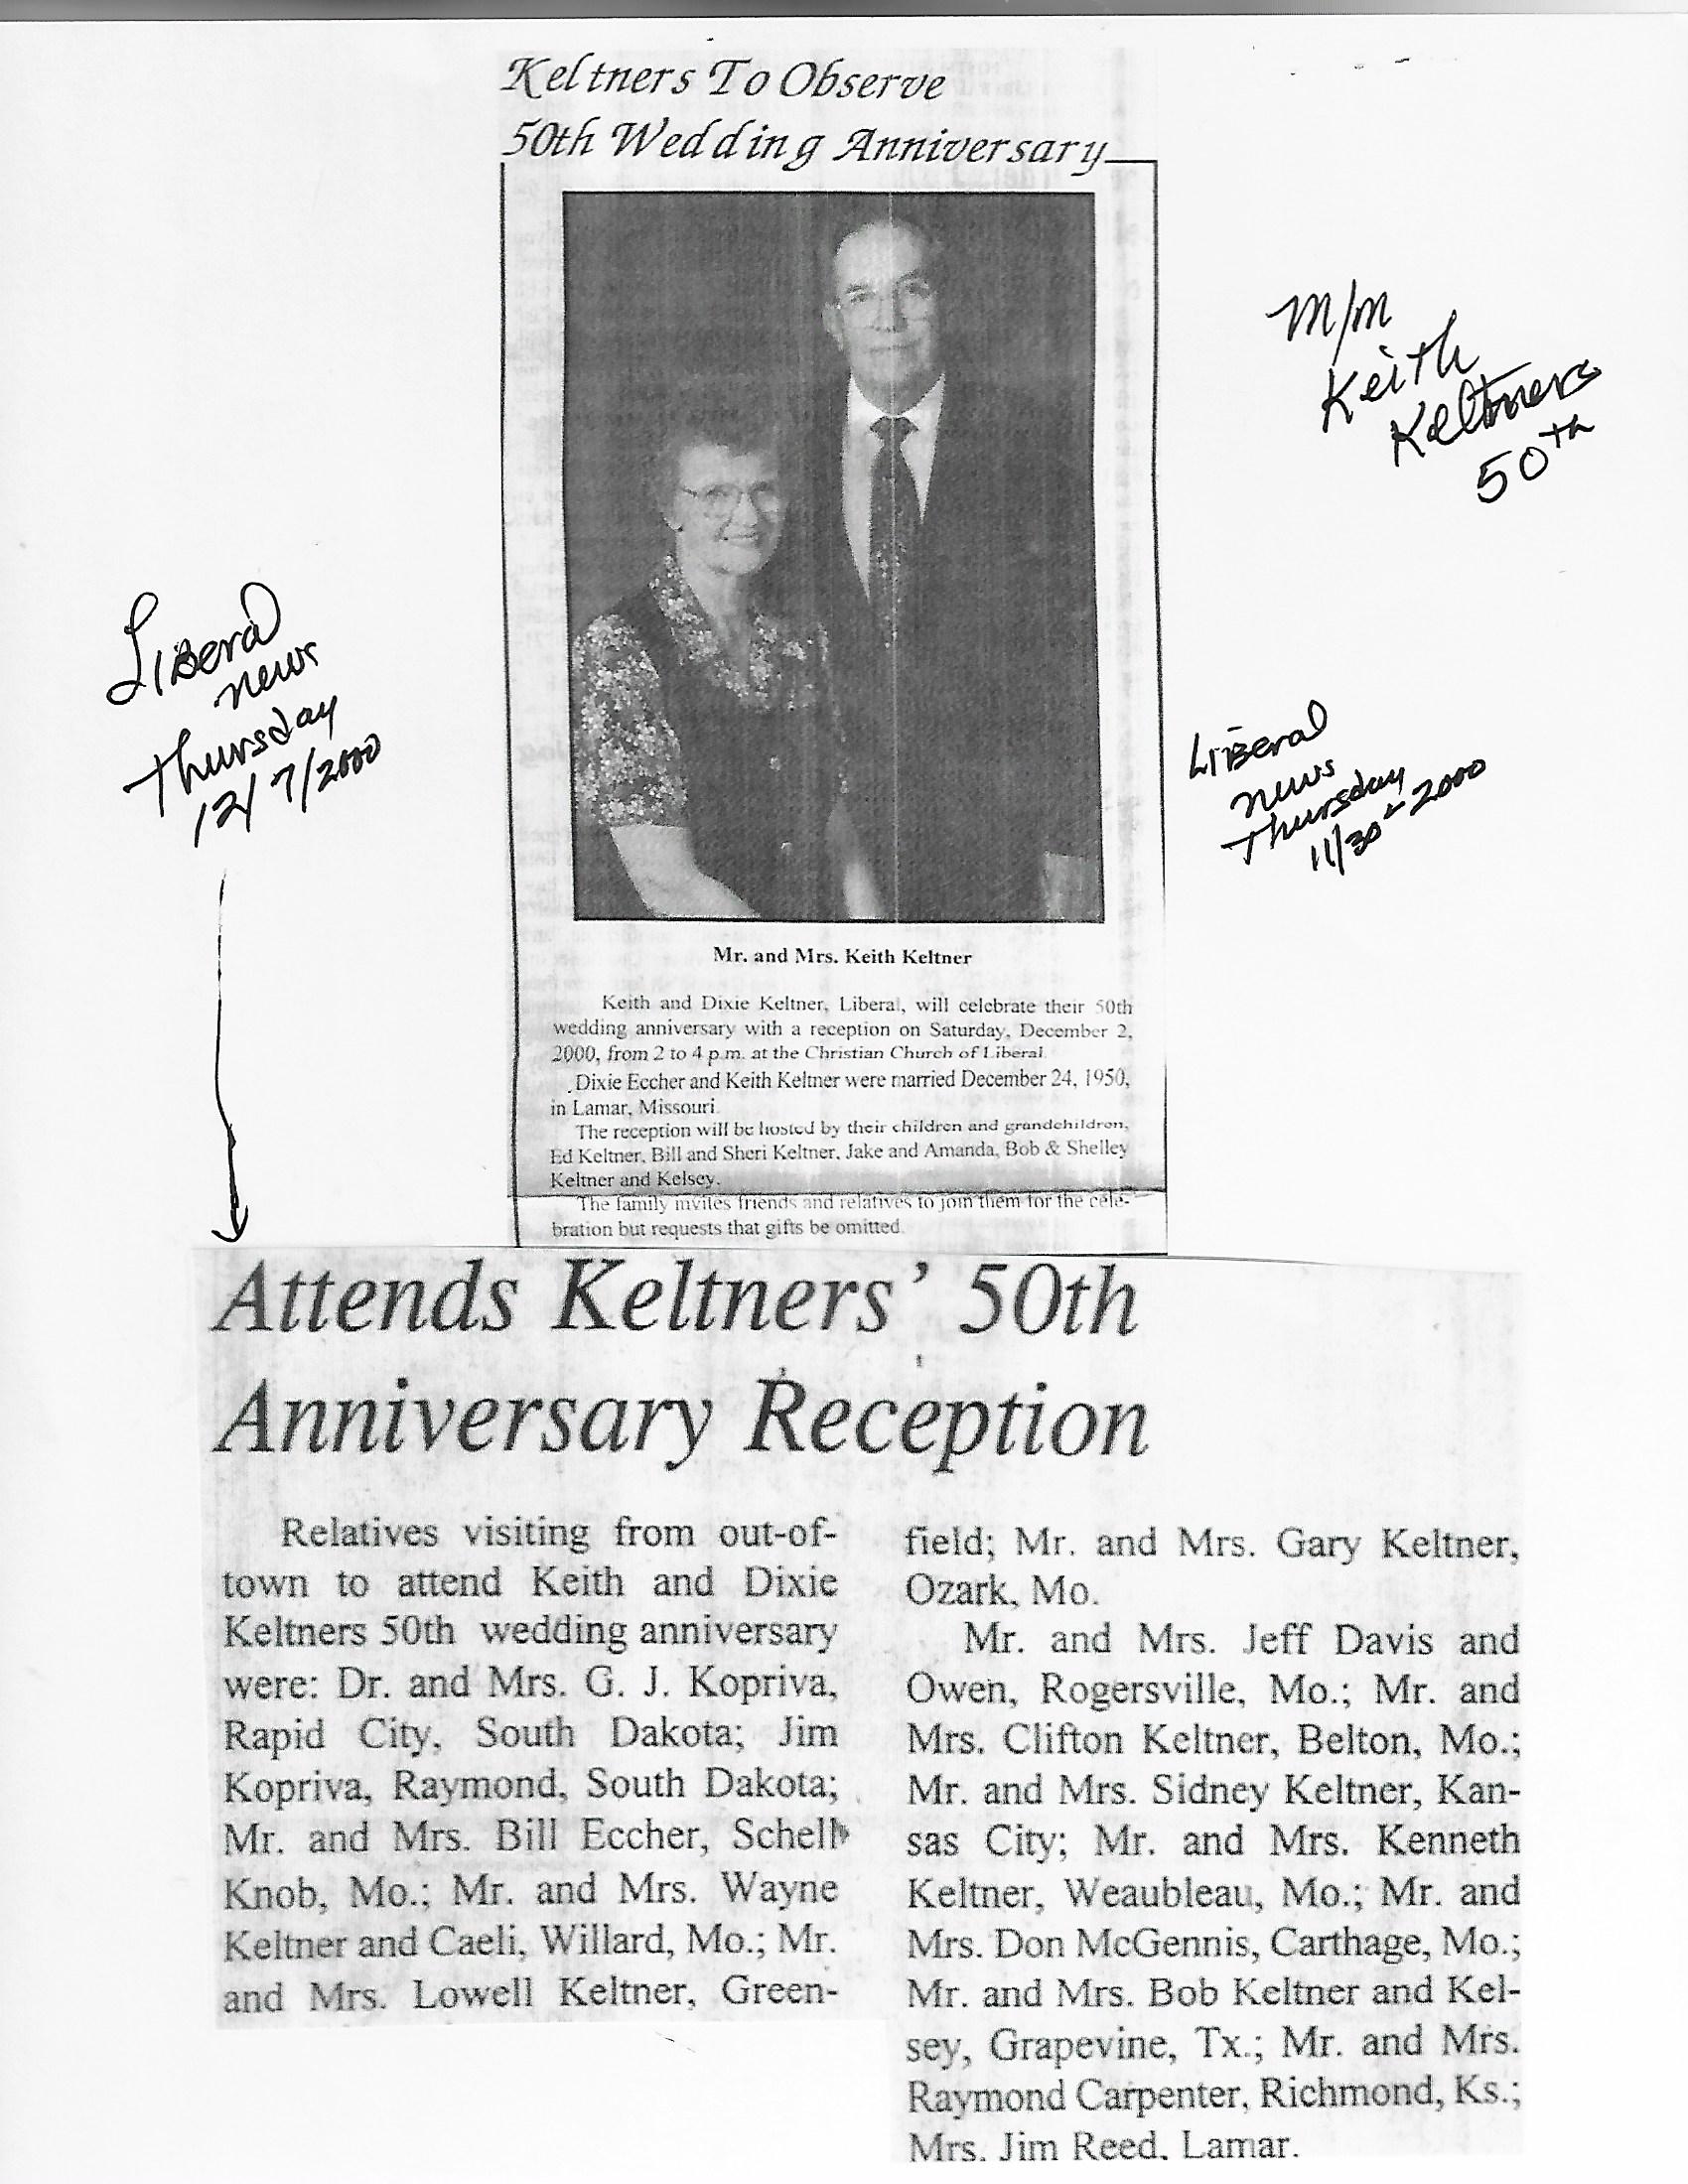 Keltners To Observe
50th Wedding Anniversary
M/M
Keith
Keltners
50th
Liberal
news
Thursday
12/7/2000
Liberal
news
Thursday
11/30-2000
Mr. and Mrs. Keith Keltner
Keith and Dixie Keltner, Liberal, will celebrate their 50th
wedding anniversary with a reception on Saturday, December 2,
2000, from 2 to 4 p.m. at the Christian Church of Liberal.
Dixie Eccher and Keith Keltner were married December 24, 1950,
in Lamar, Missouri.
The reception will be hosted by their children and grandchildren,
Ed Keltner, Bill and Sheri Keltner, Jake and Amanda, Bob & Shelley
Keltner and Kelsey.
The family invites friends and relatives to join them for the cele-
bration but requests that gifts be omitted.
Attends Keltners' 50th
Anniversary Reception
Relatives visiting from out-of-
town to attend Keith and Dixie
Keltners 50th wedding anniversary
were: Dr. and Mrs. G. J. Kopriva,
Rapid City, South Dakota; Jim
Kopriva, Raymond, South Dakota;
Mr. and Mrs. Bill Eccher, Schell
Knob, Mo.; Mr. and Mrs. Wayne
Keltner and Caeli, Willard, Mo.; Mr.
and Mrs. Lowell Keltner, Green-
field; Mr. and Mrs. Gary Keltner,
Ozark, Mo.
Mr. and Mrs. Jeff Davis and
Owen, Rogersville, Mo.; Mr. and
Mrs. Clifton Keltner, Belton, Mo.;
Mr. and Mrs. Sidney Keltner, Kan-
sas City; Mr. and Mrs. Kenneth
Keltner, Weaubleau, Mo.; Mr. and
Mrs. Don McGennis, Carthage, Mo.;
Mr. and Mrs. Bob Keltner and Kel-
sey, Grapevine, Tx.; Mr. and Mrs.
Raymond Carpenter, Richmond, Ks.;
Mrs. Jim Reed, Lamar.